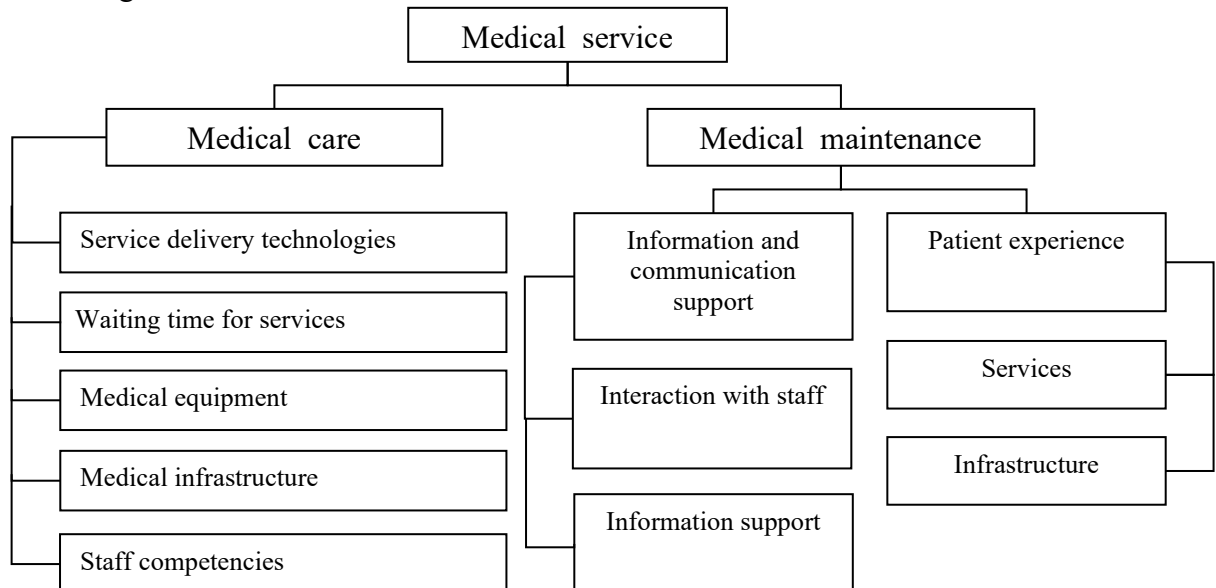 Medical service
Medical care
Medical maintenance
Service delivery technologies
Waiting time for services
Medical equipment
Medical infrastructure
Staff competencies
Information and
communication
support
Interaction with staff
Information support
Patient experience
Services
Infrastructure